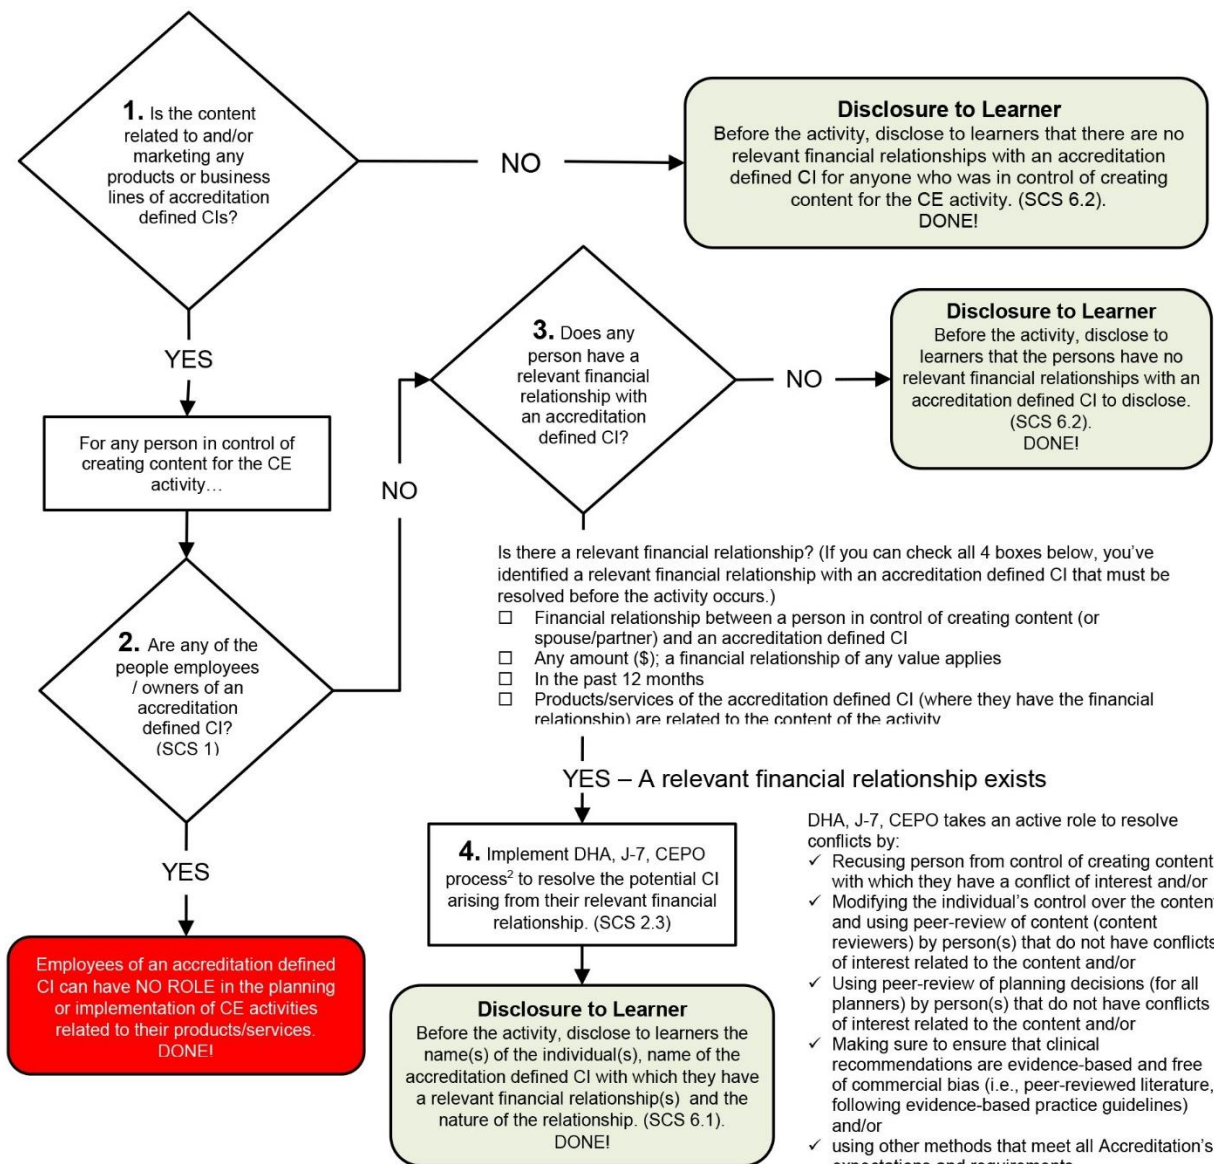 1. Is the content
related to and/or
marketing any
products or business
lines of accreditation
defined CIs?
NO
Disclosure to Learner
Before the activity, disclose to learners that there are no
relevant financial relationships with an accreditation
defined CI for anyone who was in control of creating
content for the CE activity. (SCS 6.2).
DONE!
YES
For any person in control of
creating content for the CE
activity…
2. Are any of the
people employees
/ owners of an
accreditation
defined CI?
(SCS 1)
NO
3. Does any
person have a
relevant financial
relationship with
an accreditation
defined CI?
NO
Disclosure to Learner
Before the activity, disclose to
learners that the persons have no
relevant financial relationships with an
accreditation defined CI to disclose.
(SCS 6.2).
DONE!
Is there a relevant financial relationship? (If you can check all 4 boxes below, you’ve
identified a relevant financial relationship with an accreditation defined CI that must be
resolved before the activity occurs.)
☐ Financial relationship between a person in control of creating content (or
spouse/partner) and an accreditation defined CI
☐ Any amount ($); a financial relationship of any value applies
☐ In the past 12 months
☐ Products/services of the accreditation defined CI (where they have the financial
relationship) are related to the content of the activity
YES
Employees of an accreditation defined
CI can have NO ROLE in the planning
or implementation of CE activities
related to their products/services.
DONE!
YES – A relevant financial relationship exists
4. Implement DHA, J-7, CEPO
process² to resolve the potential CI
arising from their relevant financial
relationship. (SCS 2.3)
Disclosure to Learner
Before the activity, disclose to learners the
name(s) of the individual(s), name of the
accreditation defined CI with which they have
a relevant financial relationship(s) and the
nature of the relationship. (SCS 6.1).
DONE!
DHA, J-7, CEPO takes an active role to resolve
conflicts by:
✓ Recusing person from control of creating content
with which they have a conflict of interest and/or
✓ Modifying the individual’s control over the content
and using peer-review of content (content
reviewers) by person(s) that do not have conflicts
of interest related to the content and/or
✓ Using peer-review of planning decisions (for all
planners) by person(s) that do not have conflicts
of interest related to the content and/or
✓ Making sure to ensure that clinical
recommendations are evidence-based and free
of commercial bias (i.e., peer-reviewed literature,
following evidence-based practice guidelines)
and/or
✓ using other methods that meet all Accreditation’s
expectations and requirements